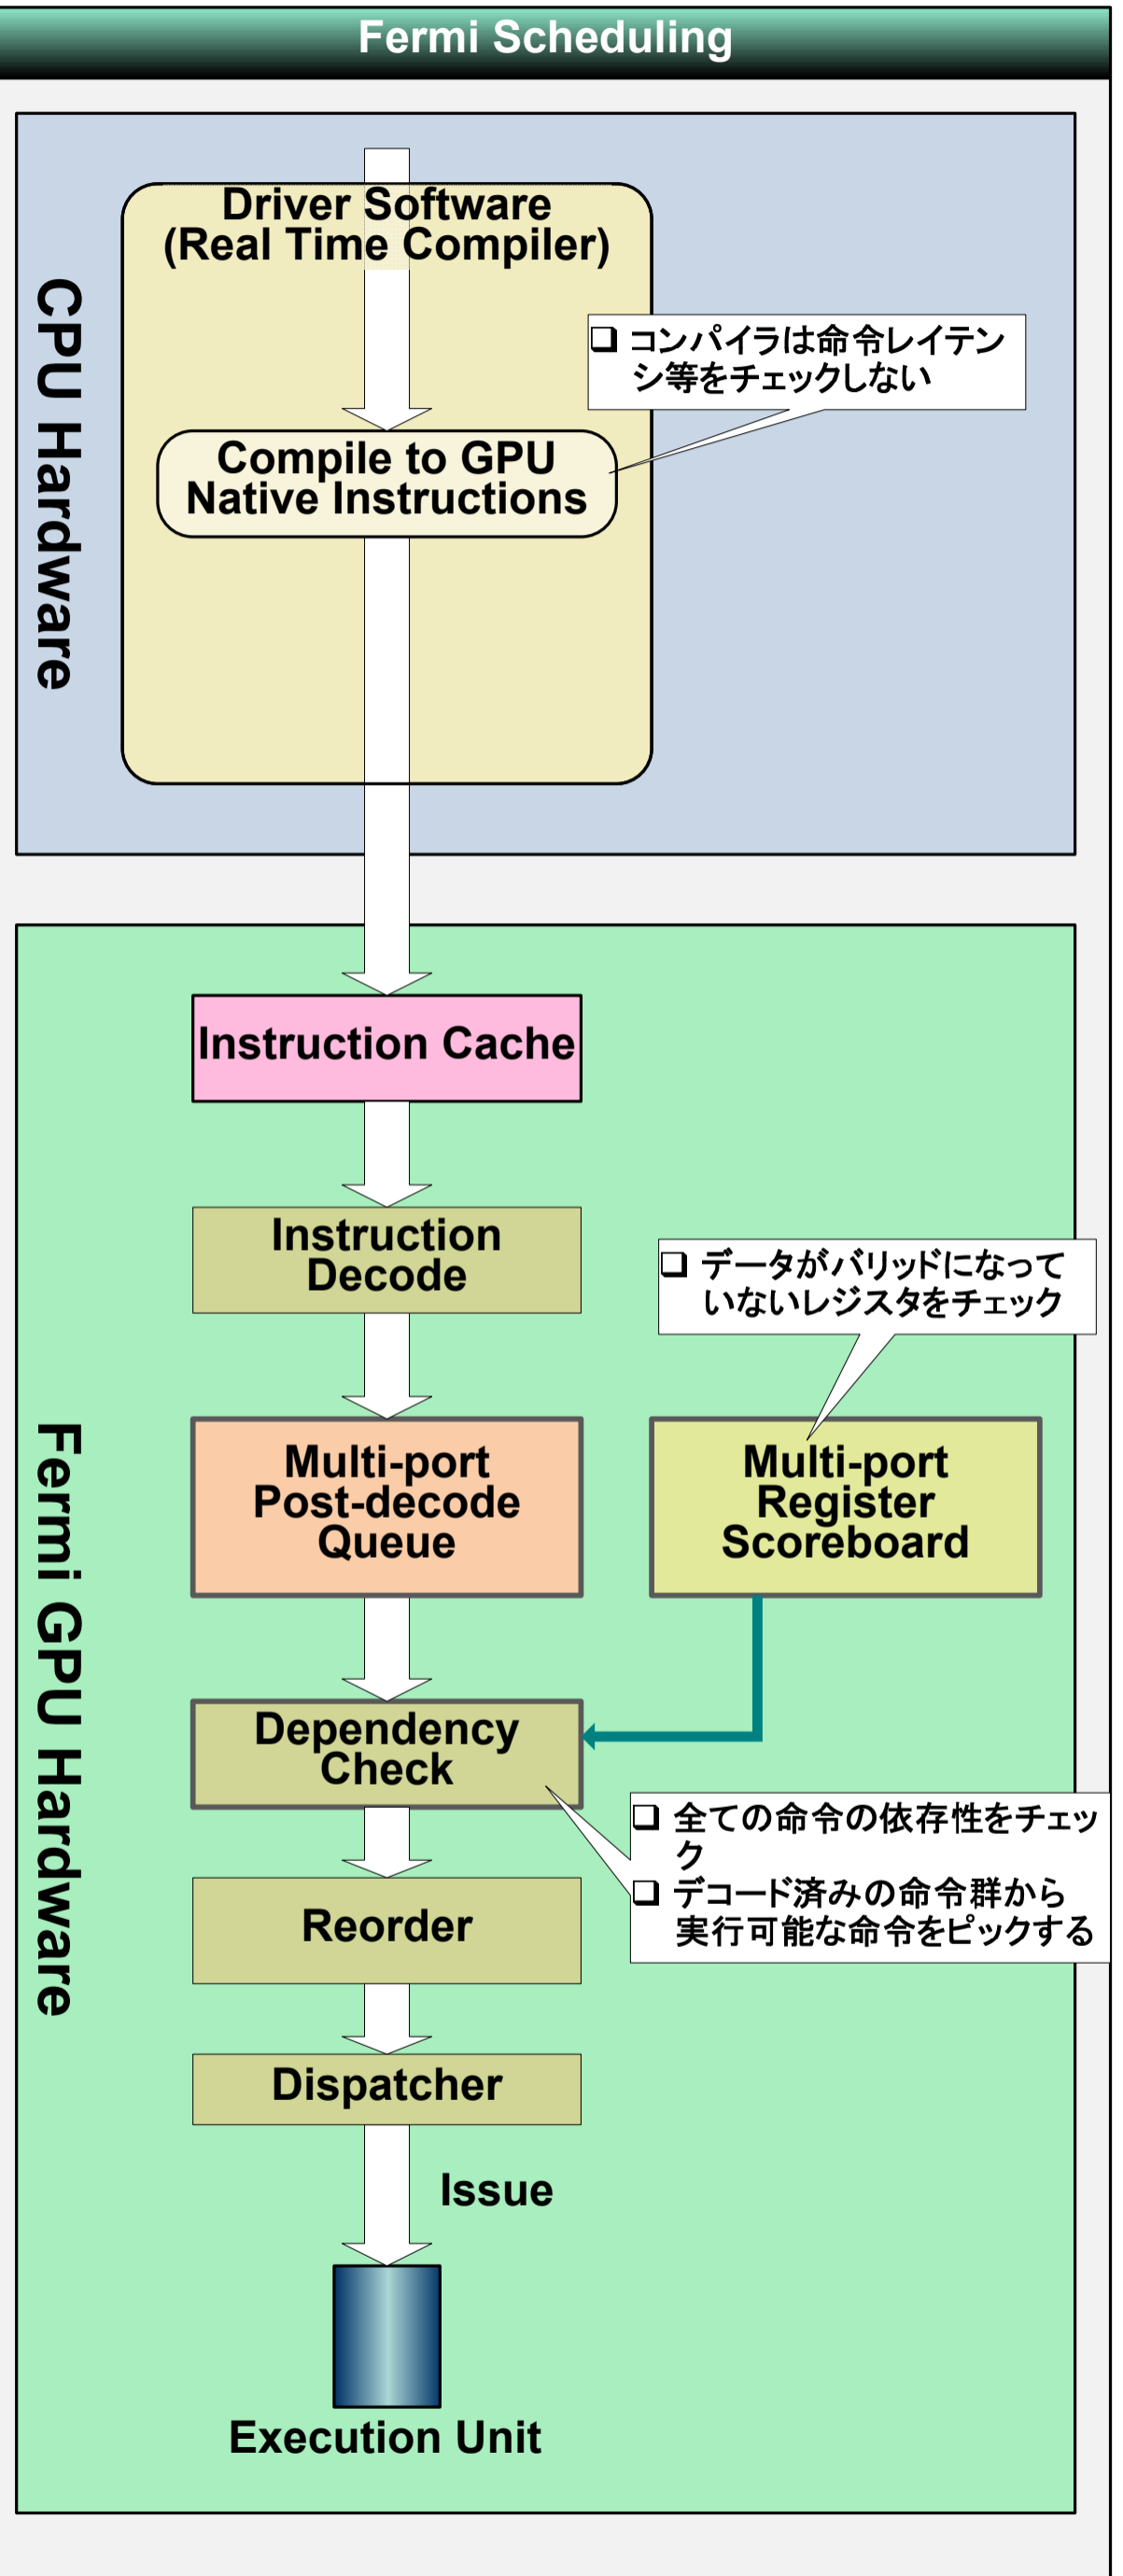 Fermi Scheduling
CPU Hardware
Driver Software
(Real Time Compiler)
❑ コンパイラは命令レイテン
シ等をチェックしない
Compile to GPU
Native Instructions
Fermi GPU Hardware
Instruction Cache
Instruction
Decode
❑ データがバリッドになって
いないレジスタをチェック
Multi-port
Post-decode
Queue
Multi-port
Register
Scoreboard
Dependency
Check
❑ 全ての命令の依存性をチェッ
ク
❑ デコード済みの命令群から
実行可能な命令をピックする
Reorder
Dispatcher
Issue
Execution Unit